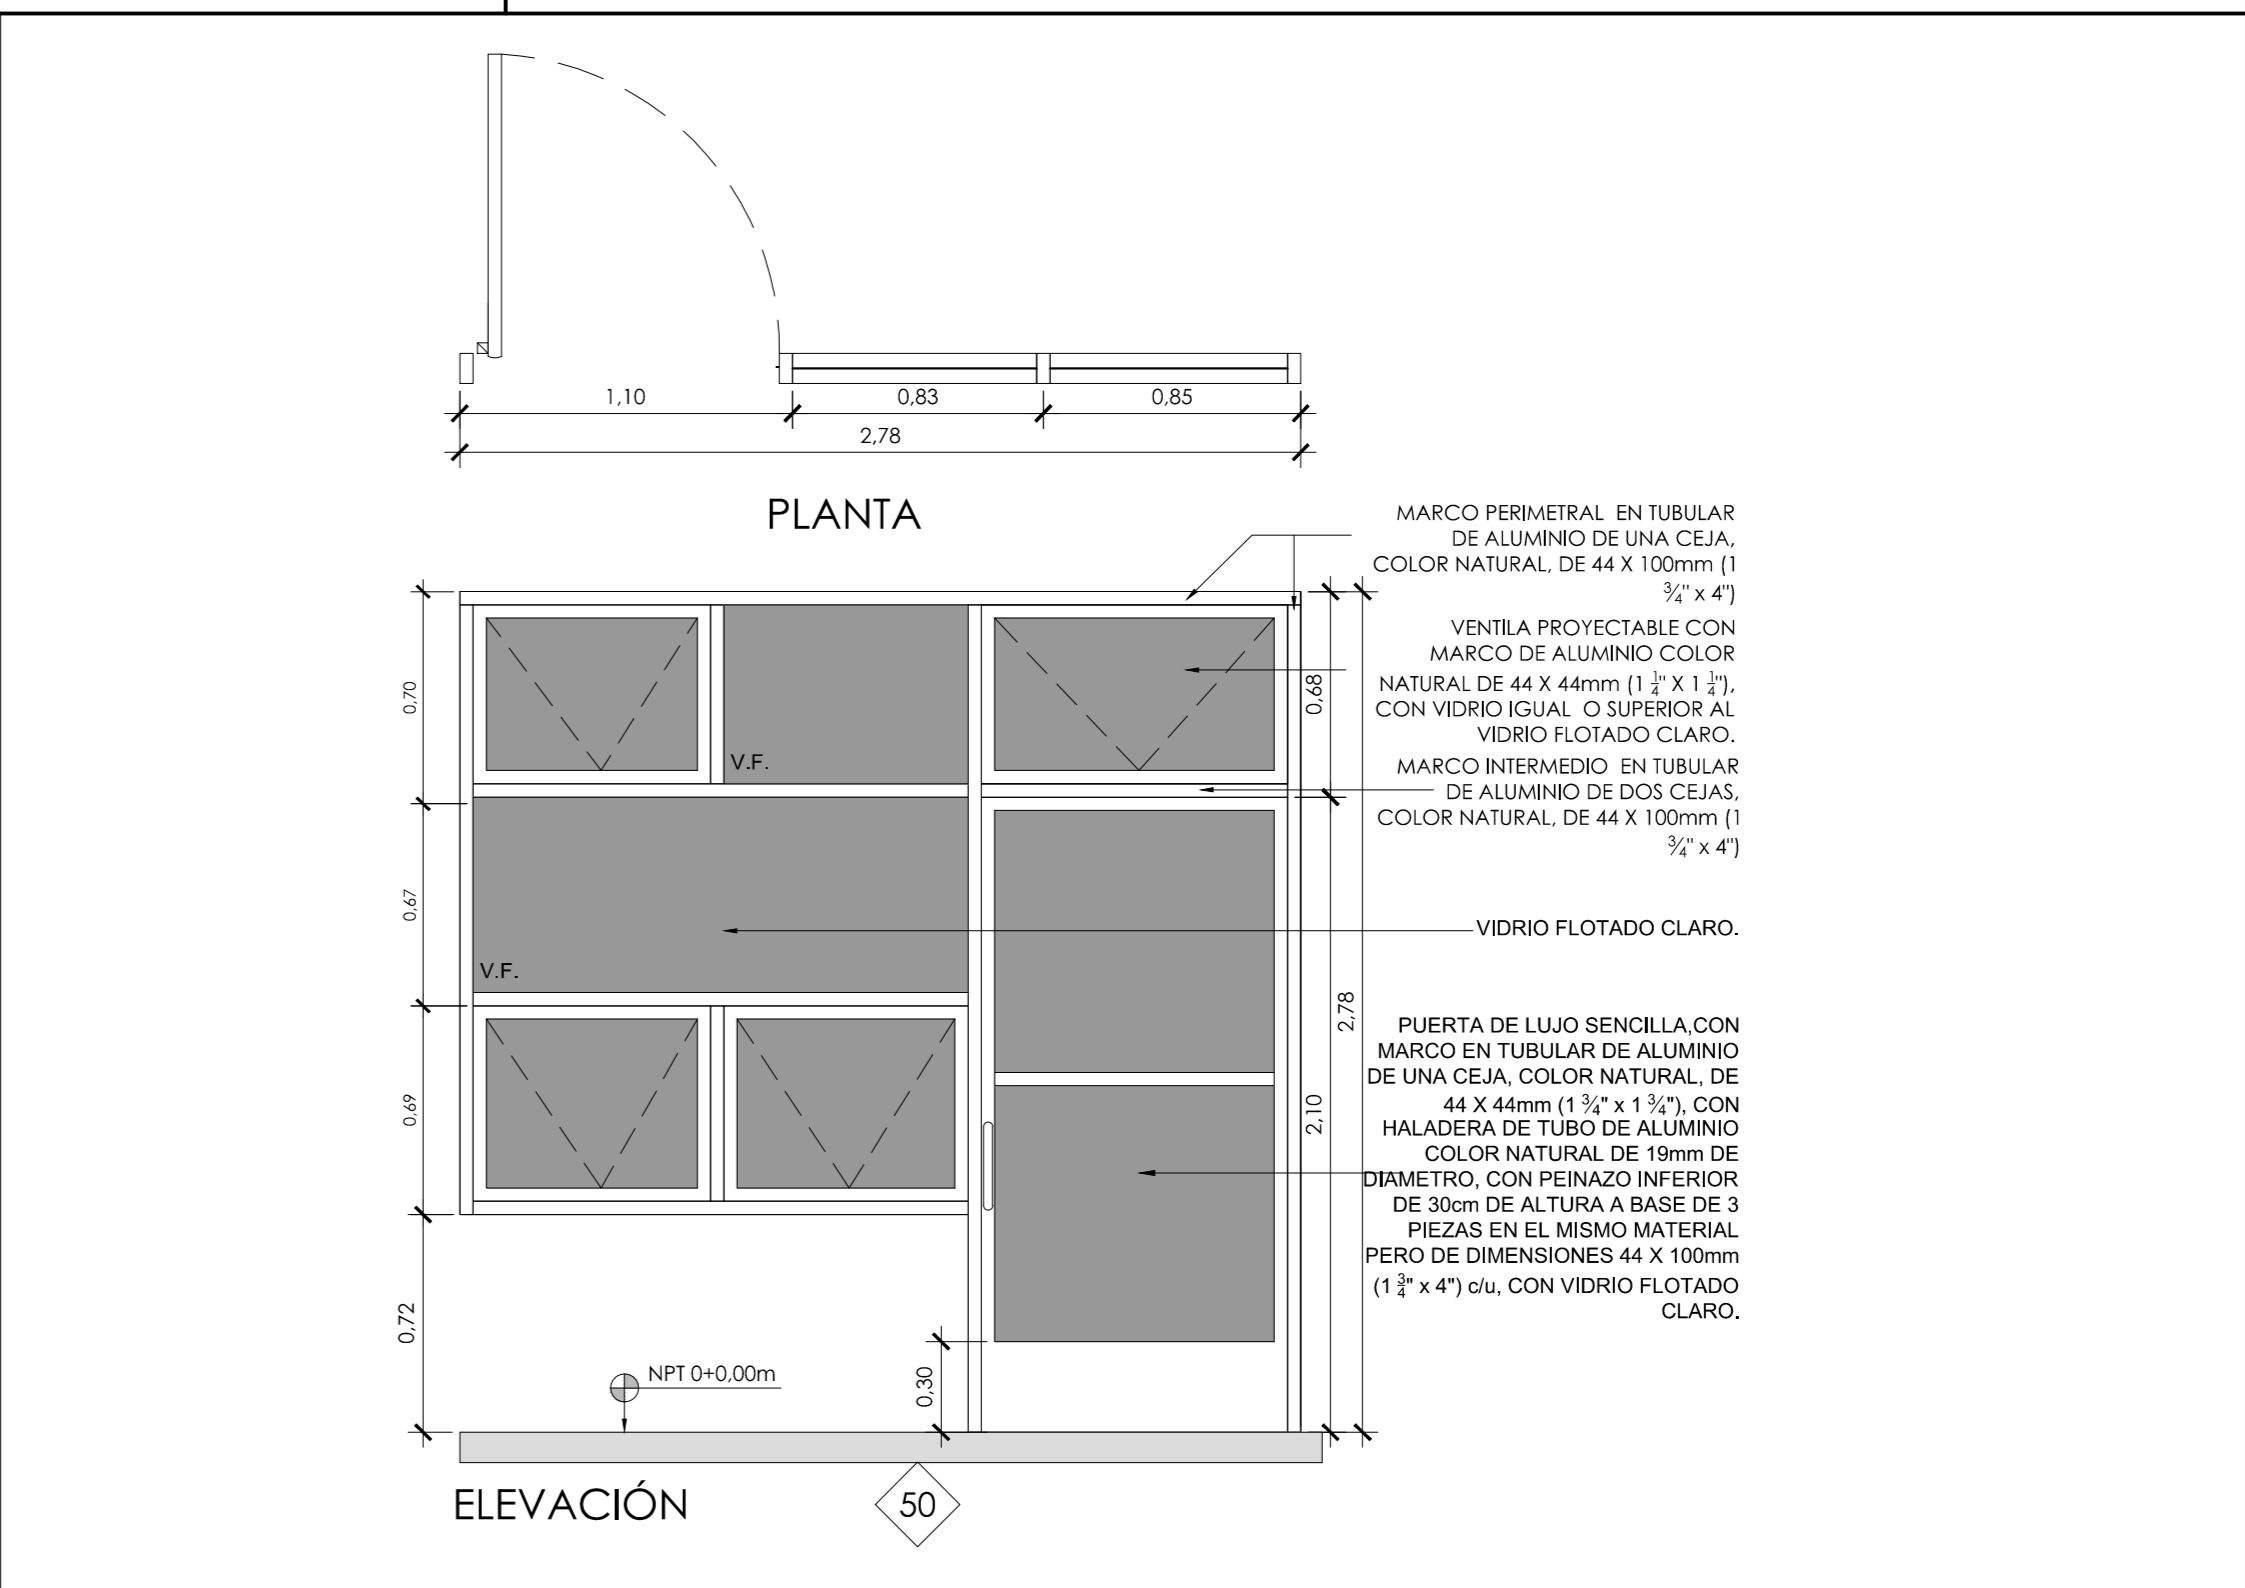 1,10
0,83
0,85
2,78
PLANTA
MARCO PERIMETRAL EN TUBULAR
DE ALUMINIO DE UNA CEJA,
COLOR NATURAL, DE 44 X 100mm (1
¾" x 4")
VENTILA PROYECTABLE CON
MARCO DE ALUMINIO COLOR
NATURAL DE 44 X 44mm (1 ¼" X 1 ¼"),
CON VIDRIO IGUAL O SUPERIOR AL
VIDRIO FLOTADO CLARO.
MARCO INTERMEDIO EN TUBULAR
DE ALUMINIO DE DOS CEJAS,
COLOR NATURAL, DE 44 X 100mm (1
¾" x 4")
VIDRIO FLOTADO CLARO.
PUERTA DE LUJO SENCILLA,CON
MARCO EN TUBULAR DE ALUMINIO
DE UNA CEJA, COLOR NATURAL, DE
44 X 44mm (1 ¾" x 1 ¾"), CON
HALADERA DE TUBO DE ALUMINIO
COLOR NATURAL DE 19mm DE
DIAMETRO, CON PEINAZO INFERIOR
DE 30cm DE ALTURA A BASE DE 3
PIEZAS EN EL MISMO MATERIAL
PERO DE DIMENSIONES 44 X 100mm
(1 ¾" x 4") c/u, CON VIDRIO FLOTADO
CLARO.
0,70
0,67
0,69
0,72
V.F.
V.F.
0,68
2,10
2,78
0,30
NPT 0+0,00m
ELEVACIÓN
50